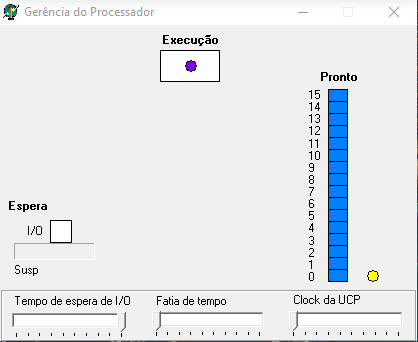 Gerência do Processador
Execução
Pronto
15
14
13
12
11
10
9
8
7
6
5
4
3
2
1
0
Espera
I/O
Susp
Tempo de espera de I/O
Fatia de tempo
Clock da UCP